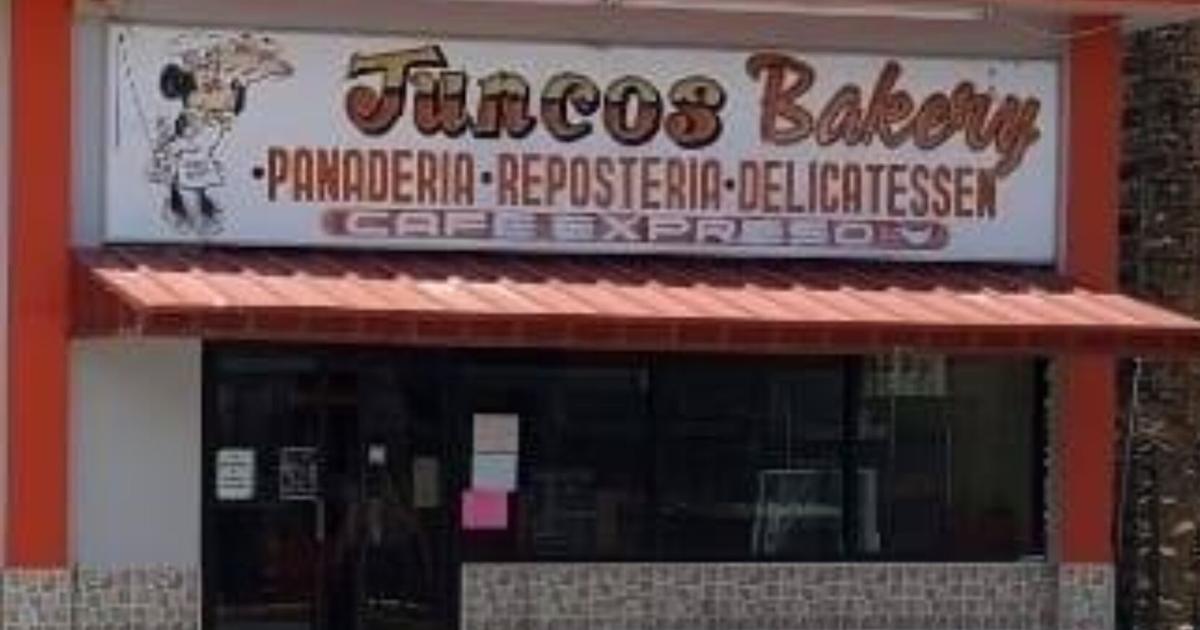 Juncos Bakery
•PANADERIA•REPOSTERIA•DELICATESSEN
CAFE EXPRESO